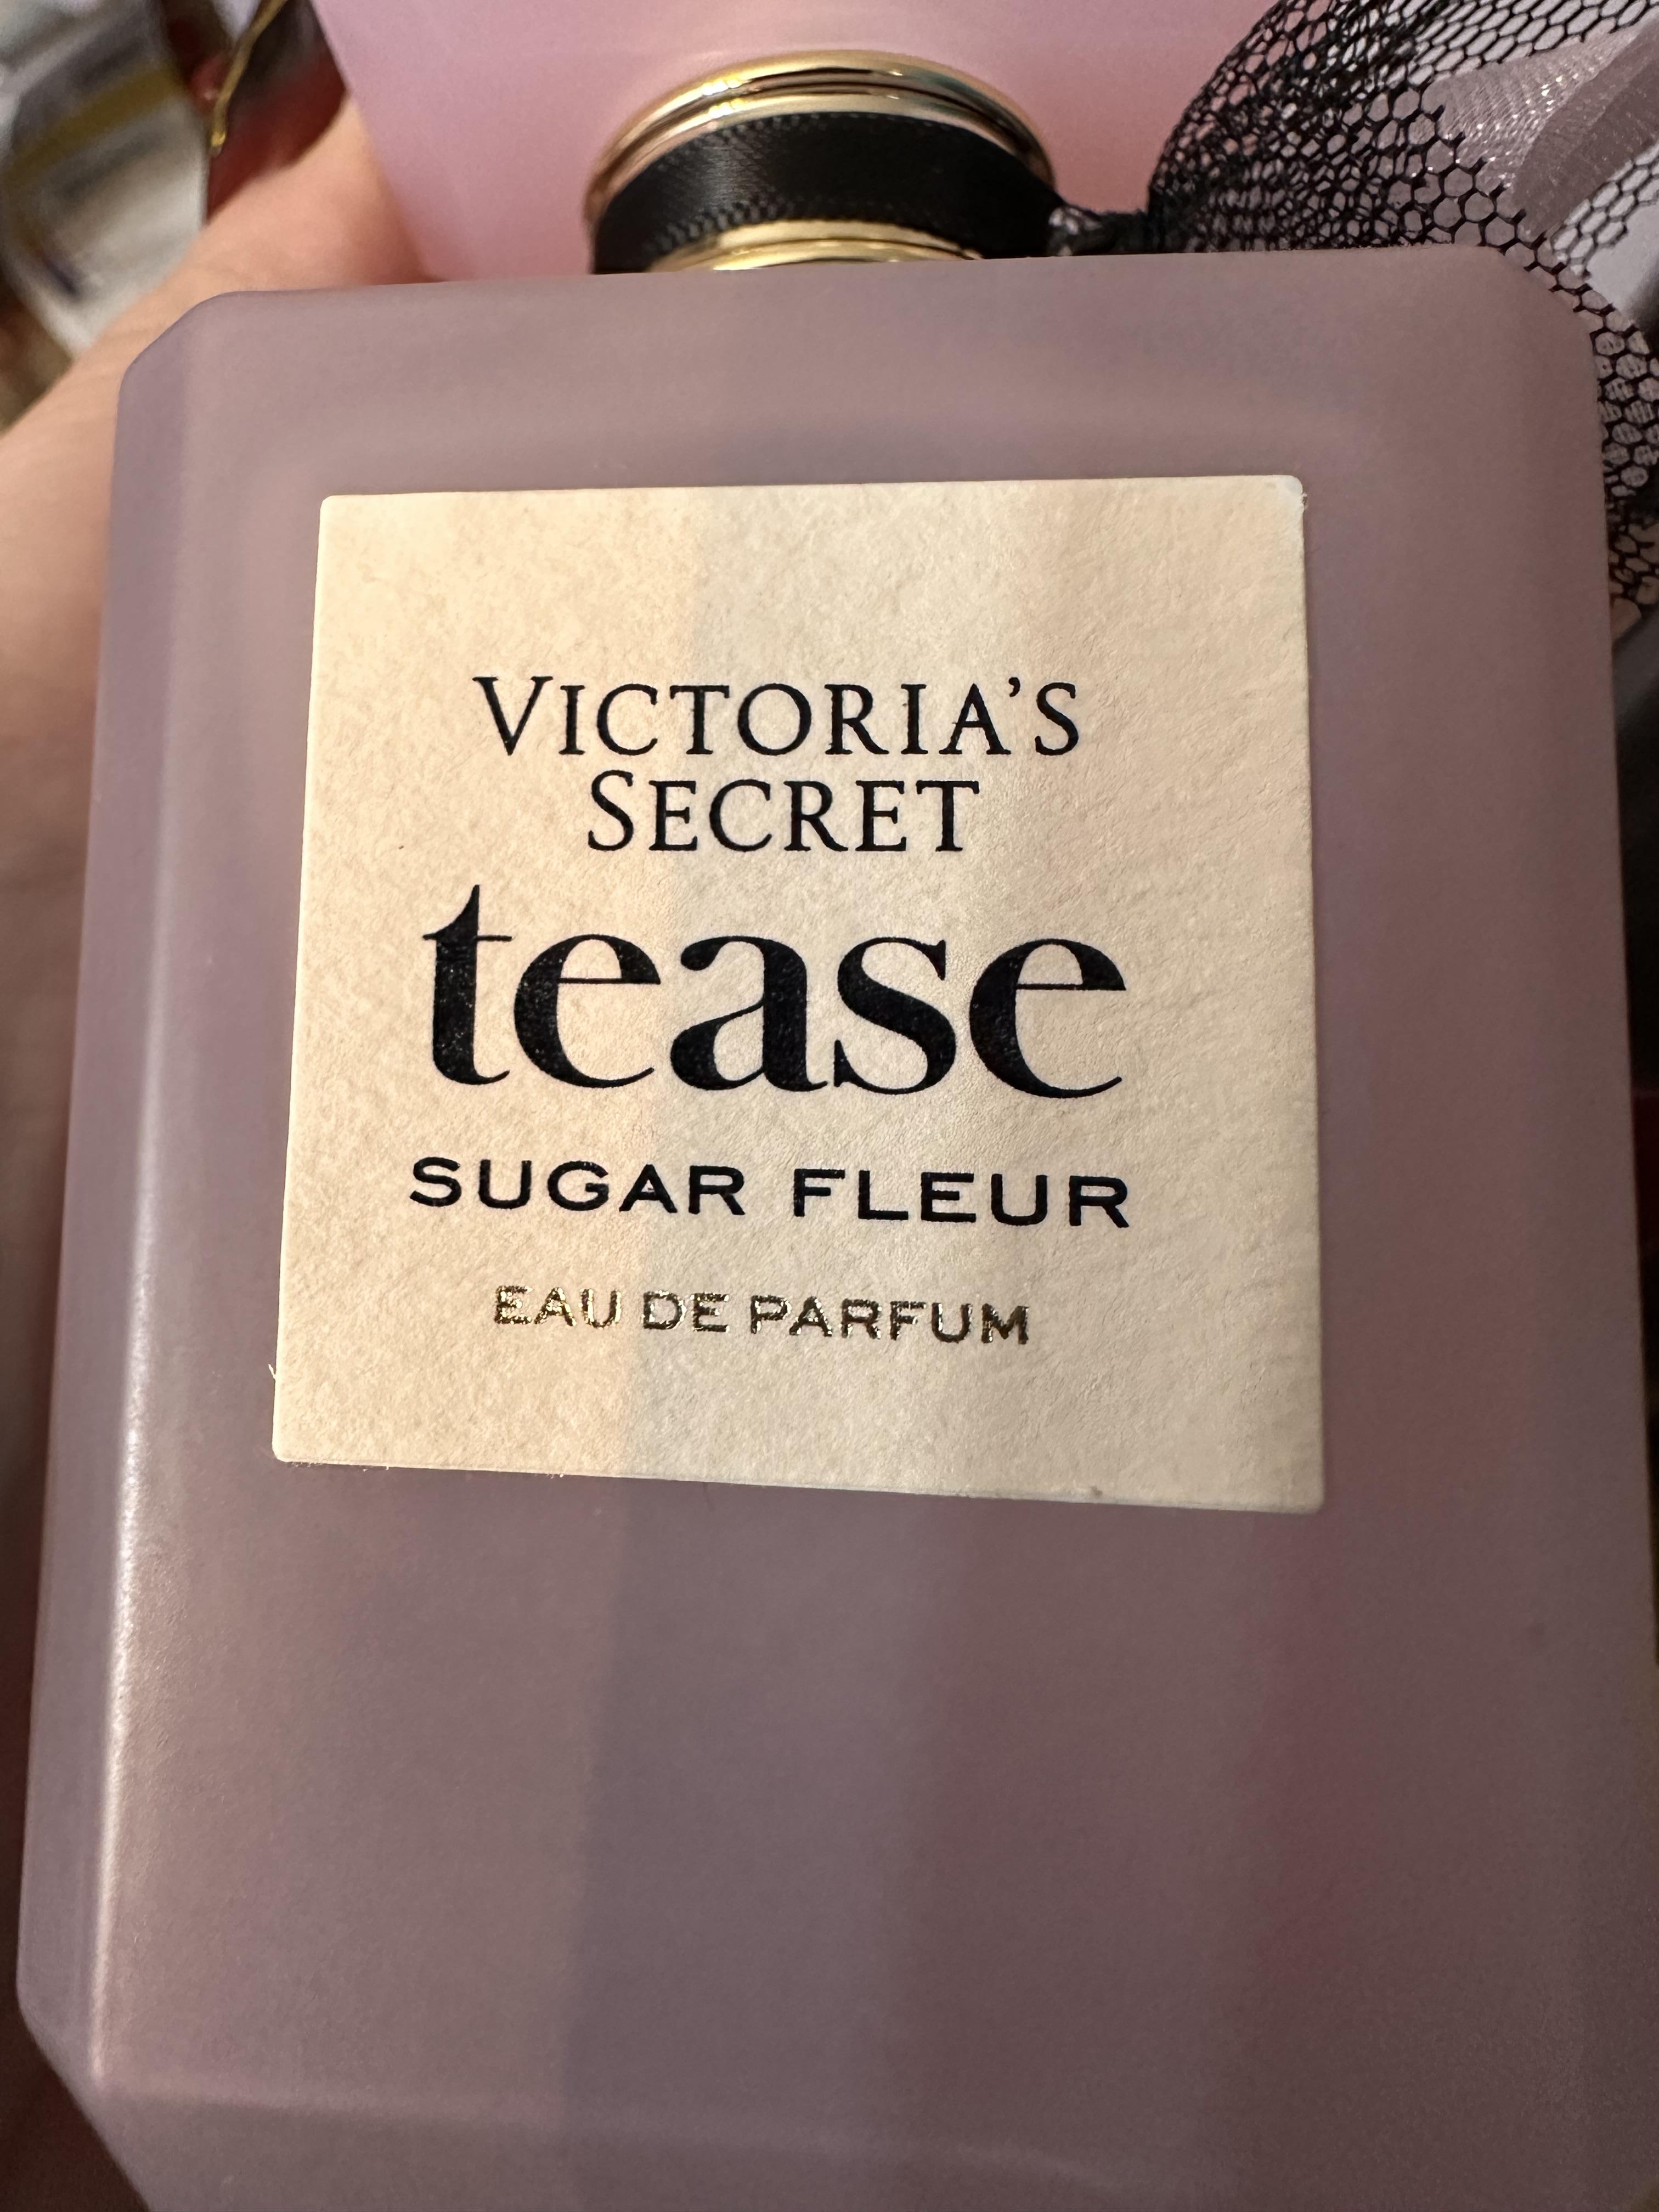 VICTORIA'S
SECRET
tease
SUGAR FLEUR
EAU DE PARFUM